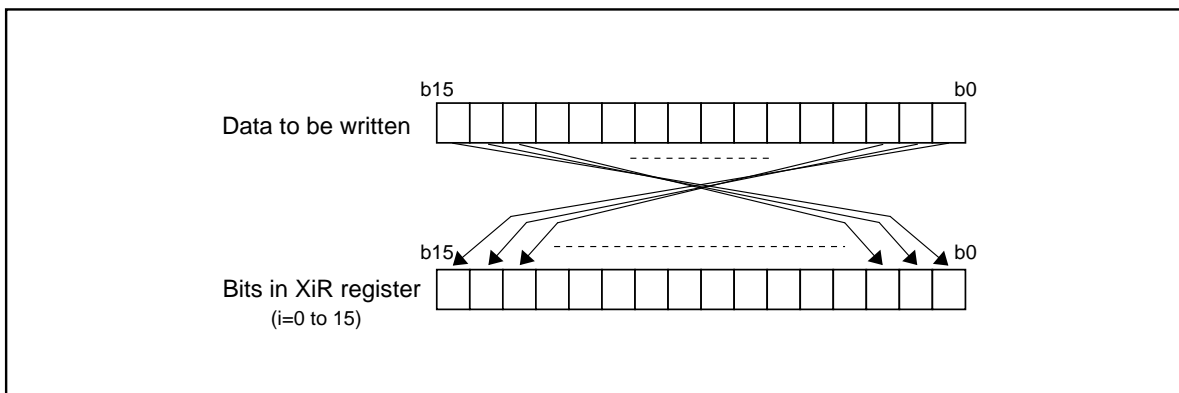 b15 b0
Data to be written
b15 b0
Bits in XiR register
(i=0 to 15)